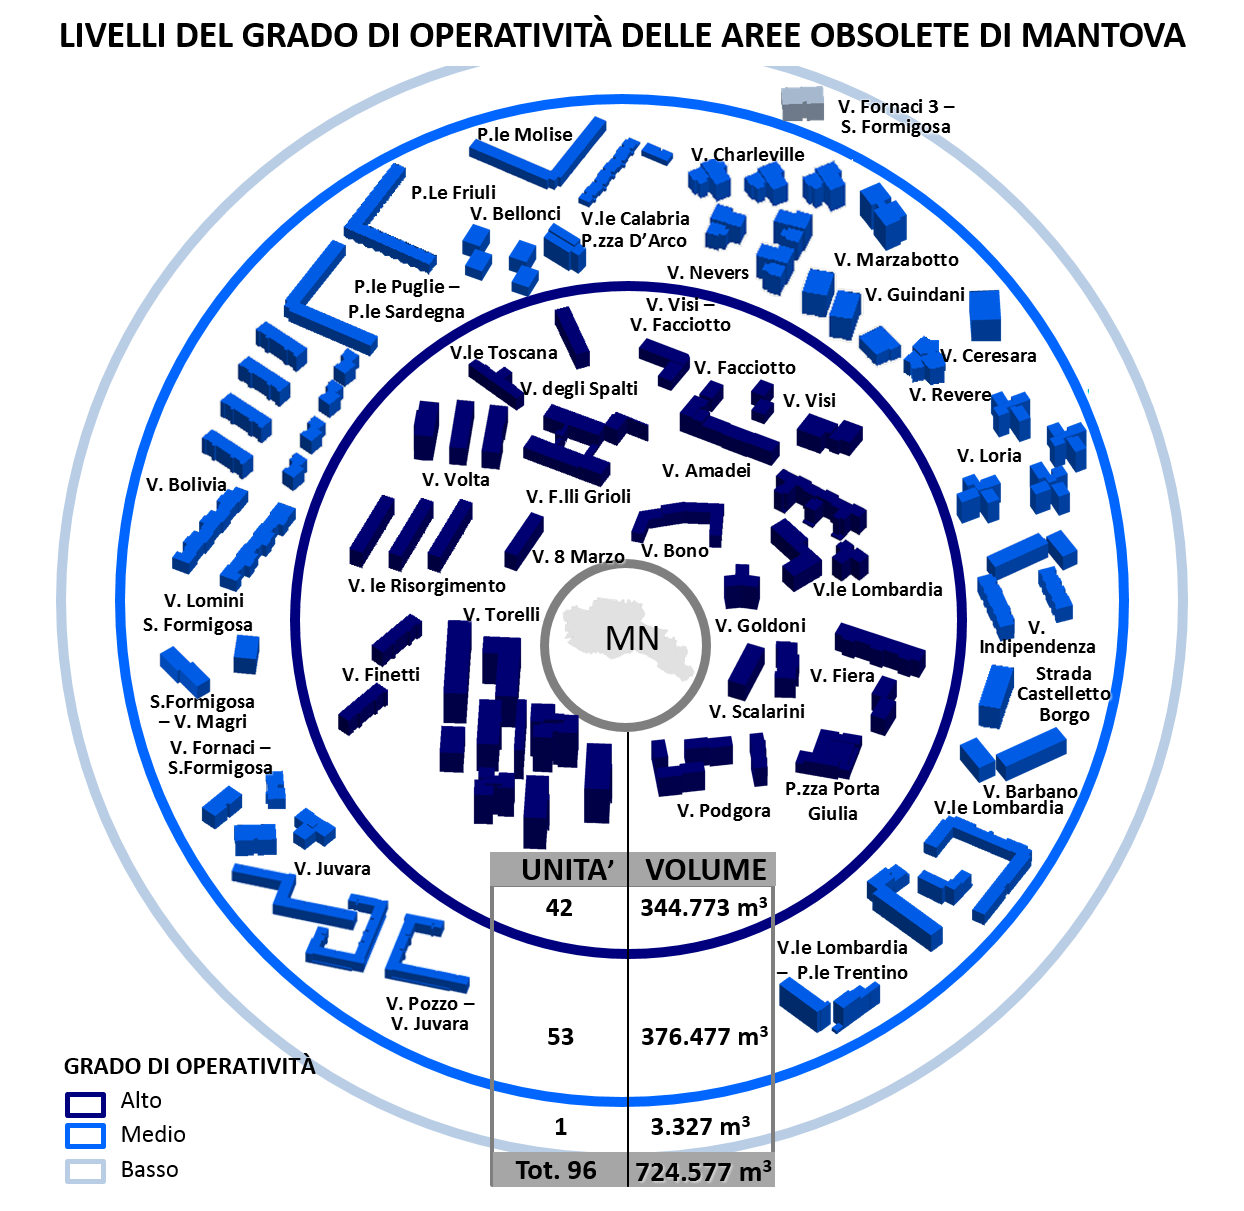 LIVELLI DEL GRADO DI OPERATIVITÀ DELLE AREE OBSOLETE DI MANTOVA
V. Fornaci 3 –
S. Formigosa
P.le Molise
V. Charleville
P.Le Friuli
V. Bellonci
V.le Calabria
P.zza D’Arco
V. Marzabotto
V. Nevers
P.le Puglie –
P.le Sardegna
V. Guindani
V. Visi –
V. Facciotto
V.le Toscana
V. Ceresara
V. Facciotto
V. degli Spalti
V. Revere
V. Visi
V. Loria
V. Amadei
V. Volta
V. Bolivia
V. F.lli Grioli
V. Bono
V. 8 Marzo
V. le Risorgimento
V.le Lombardia
V. Lomini
S. Formigosa
V. Torelli
V. Goldoni
MN
V.
Indipendenza
V. Finetti
V. Fiera
Strada
Castelletto
Borgo
S.Formigosa
– V. Magri
V. Scalarini
V. Fornaci –
S.Formigosa
P.zza Porta
Giulia
V. Barbano
V.le Lombardia
V. Podgora
V. Juvara
UNITA’ VOLUME
42 344.773 m³
V.le Lombardia
– P.le Trentino
V. Pozzo –
V. Juvara
53 376.477 m³
GRADO DI OPERATIVITÀ
Alto
Medio
Basso
1 3.327 m³
Tot. 96 724.577 m³